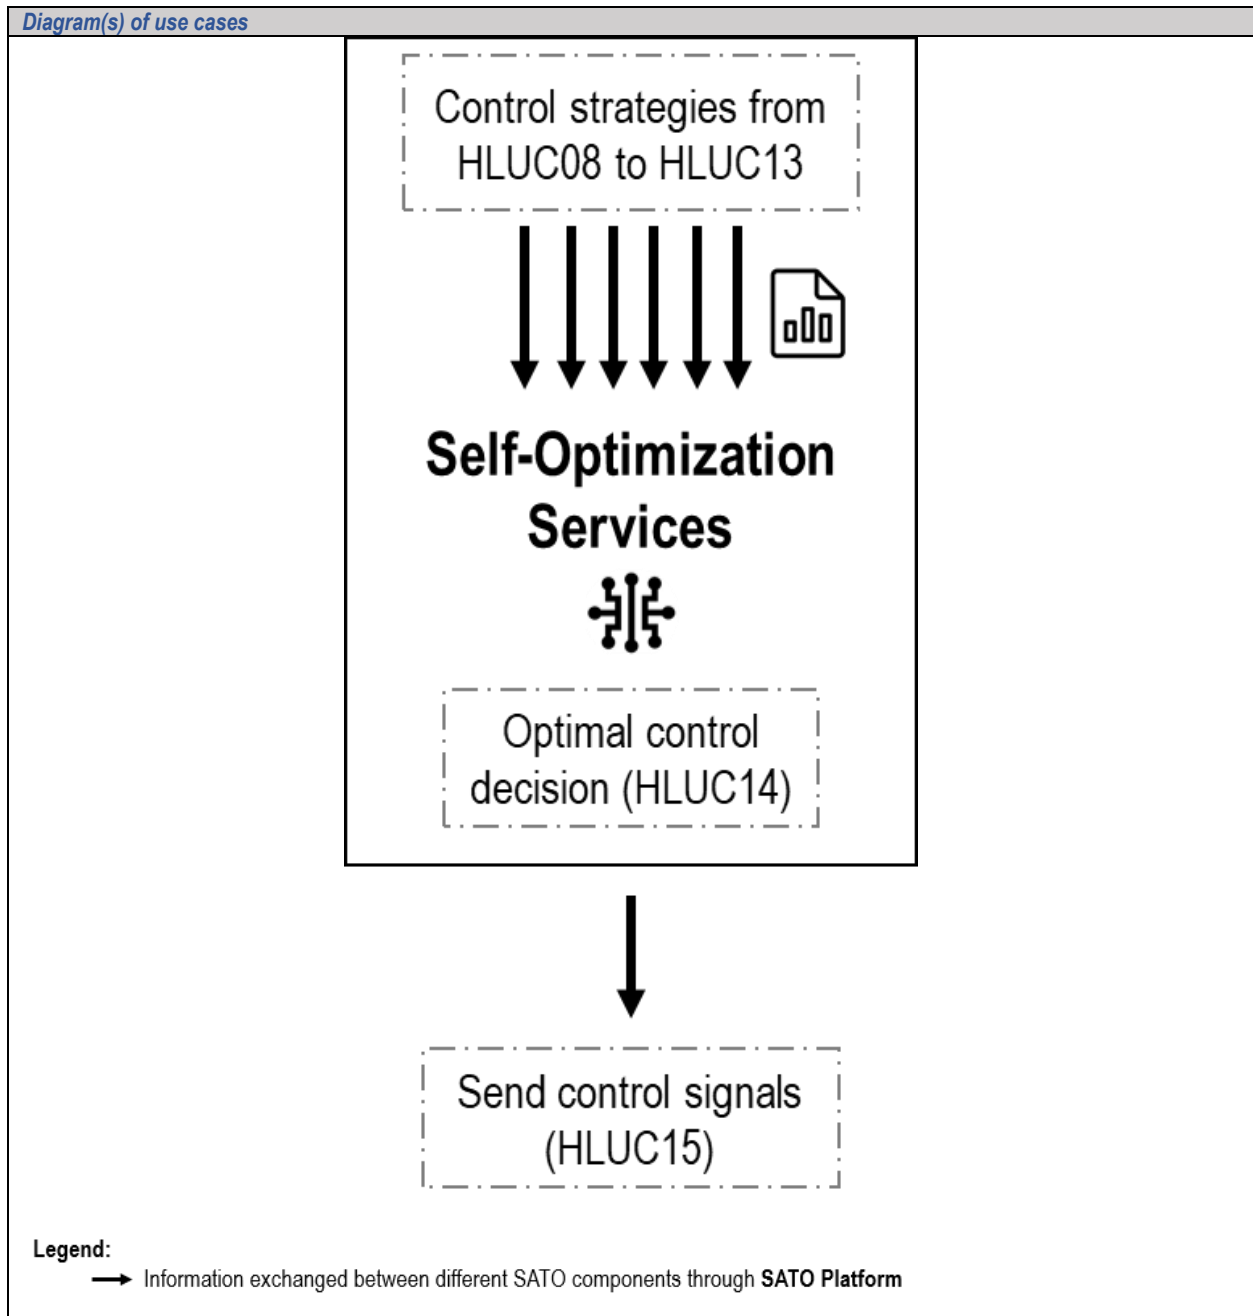 Diagram(s) of use cases
Control strategies from
HLUC08 to HLUC13
Self-Optimization
Services
Optimal control
decision (HLUC14)
Send control signals
(HLUC15)
Legend:
Information exchanged between different SATO components through SATO Platform